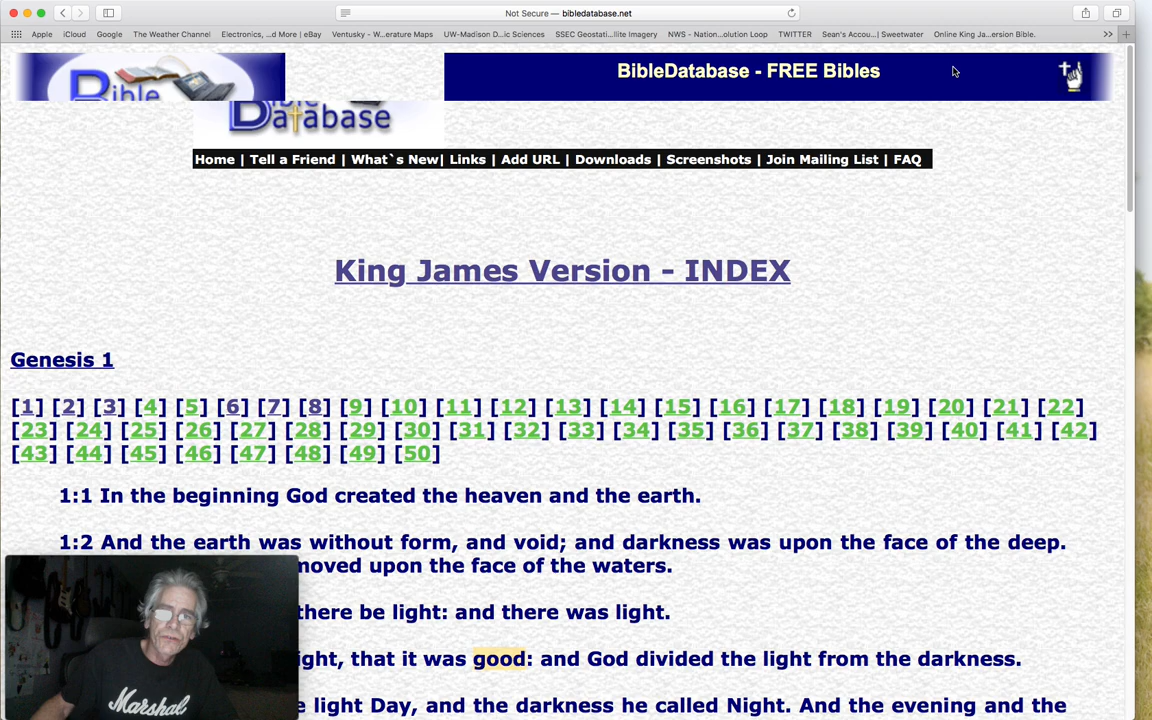 Not Secure — bibledatabase.net
Apple iCloud Google The Weather Channel Electronics, ...d More | eBay Ventusky - W...erature Maps UW-Madison D...ic Sciences SSEC Geostati...llite Imagery NWS - Nation...olution Loop TWITTER Sean's Accou...| Sweetwater Online King Ja...ersion Bible. >> +
Bible
BibleDatabase - FREE Bibles
Database
Home | Tell a Friend | What`s New| Links | Add URL | Downloads | Screenshots | Join Mailing List | FAQ
King James Version - INDEX
Genesis 1
[1] [2] [3] [4] [5] [6] [7] [8] [9] [10] [11] [12] [13] [14] [15] [16] [17] [18] [19] [20] [21] [22]
[23] [24] [25] [26] [27] [28] [29] [30] [31] [32] [33] [34] [35] [36] [37] [38] [39] [40] [41] [42]
[43] [44] [45] [46] [47] [48] [49] [50]
1:1 In the beginning God created the heaven and the earth.
1:2 And the earth was without form, and void; and darkness was upon the face of the deep.
moved upon the face of the waters.
there be light: and there was light.
ight, that it was good: and God divided the light from the darkness.
e light Day, and the darkness he called Night. And the evening and the
Marshall